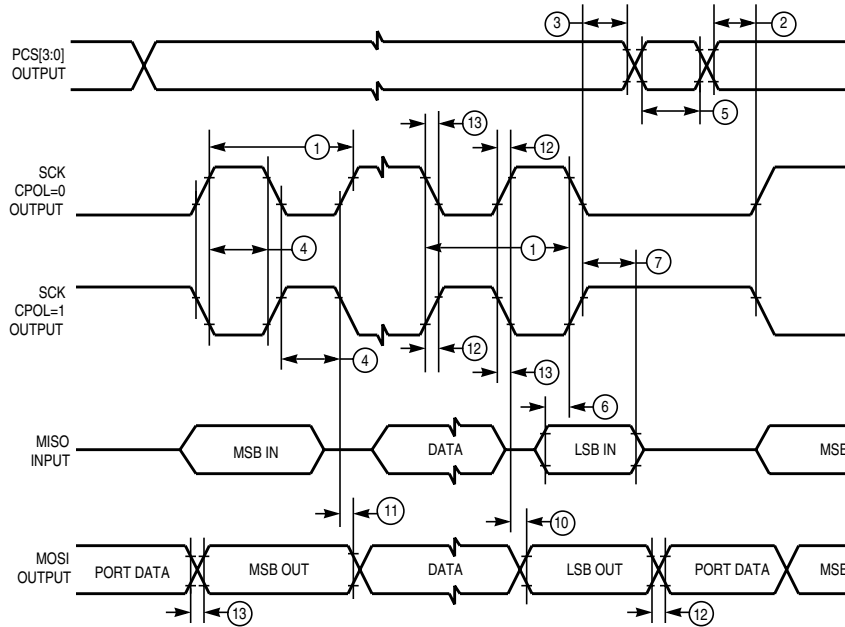 3
2
PCS[3:0]
OUTPUT
5
13
1
12
SCK
CPOL=0
OUTPUT
4
1
7
SCK
CPOL=1
OUTPUT
12
4
13
6
MISO
INPUT
MSB IN
DATA
LSB IN
MSB
11
10
MOSI
OUTPUT
PORT DATA
MSB OUT
DATA
LSB OUT
PORT DATA
MSB
13
12